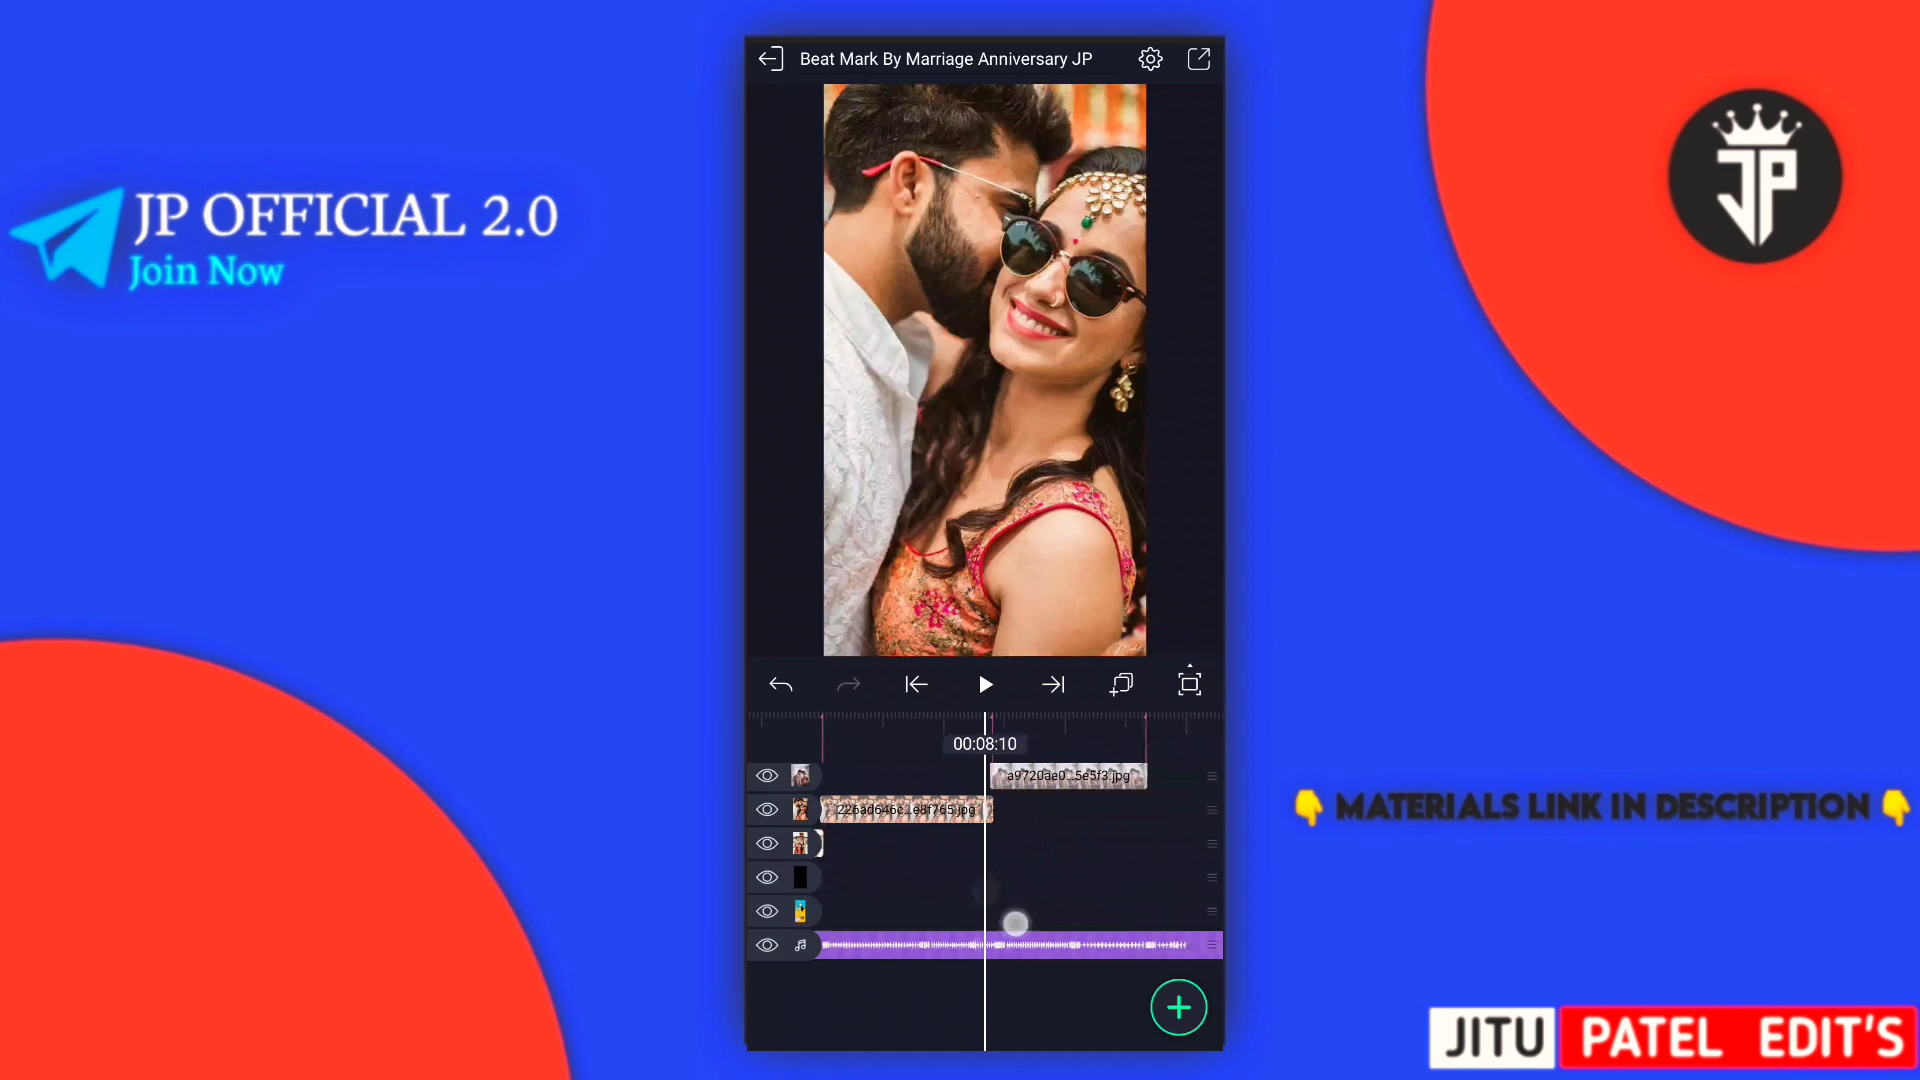 Beat Mark By Marriage Anniversary JP
JP OFFICIAL 2.0
Join Now
JP
00:08:10
a9720ae0...5e5f3.jpg
226ad646c...e8f765.jpg
👇 MATERIALS LINK IN DESCRIPTION 👇
JITU PATEL EDIT'S